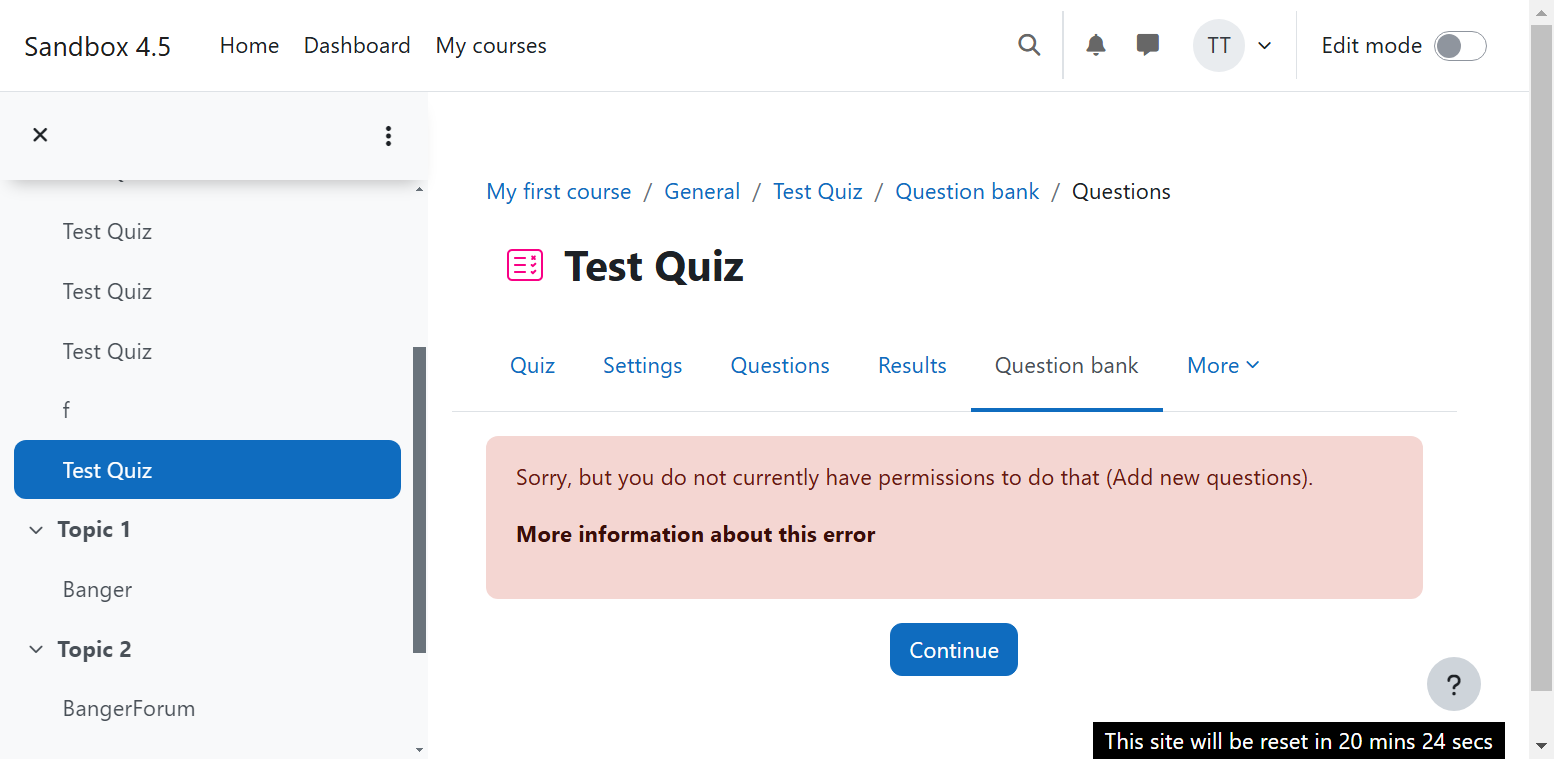 Sandbox 4.5
Home
Dashboard
My courses
TT
Edit mode
Test Quiz
Test Quiz
Test Quiz
f
Test Quiz
Topic 1
Banger
Topic 2
BangerForum
My first course / General / Test Quiz / Question bank / Questions
Test Quiz
Quiz
Settings
Questions
Results
Question bank
More
Sorry, but you do not currently have permissions to do that (Add new questions).
More information about this error
Continue
?
This site will be reset in 20 mins 24 secs